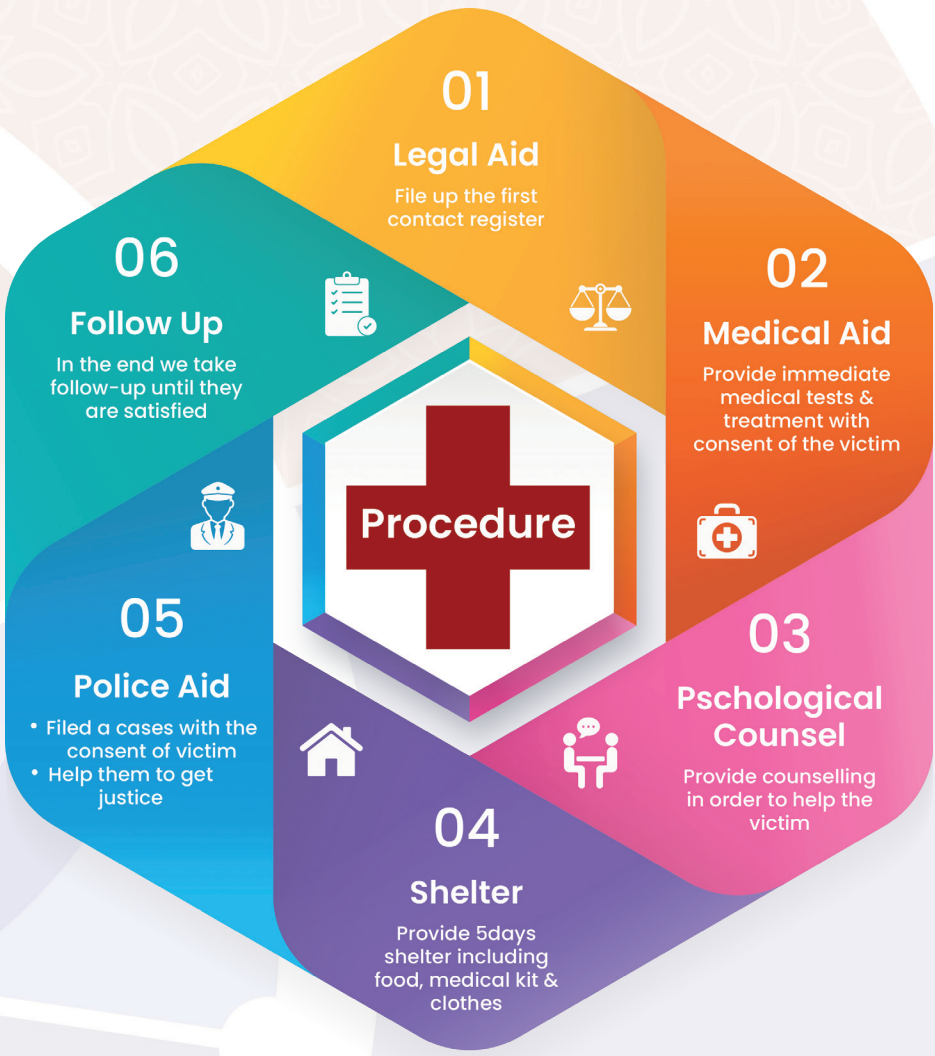 01
Legal Aid
File up the first
contact register
02
Medical Aid
Provide immediate
medical tests &
treatment with
consent of the victim
03
Pschological
Counsel
Provide counselling
in order to help the
victim
04
Shelter
Provide 5days
shelter including
food, medical kit &
clothes
05
Police Aid
• Filed a cases with the
consent of victim
• Help them to get
justice
06
Follow Up
In the end we take
follow-up until they
are satisfied
Procedure